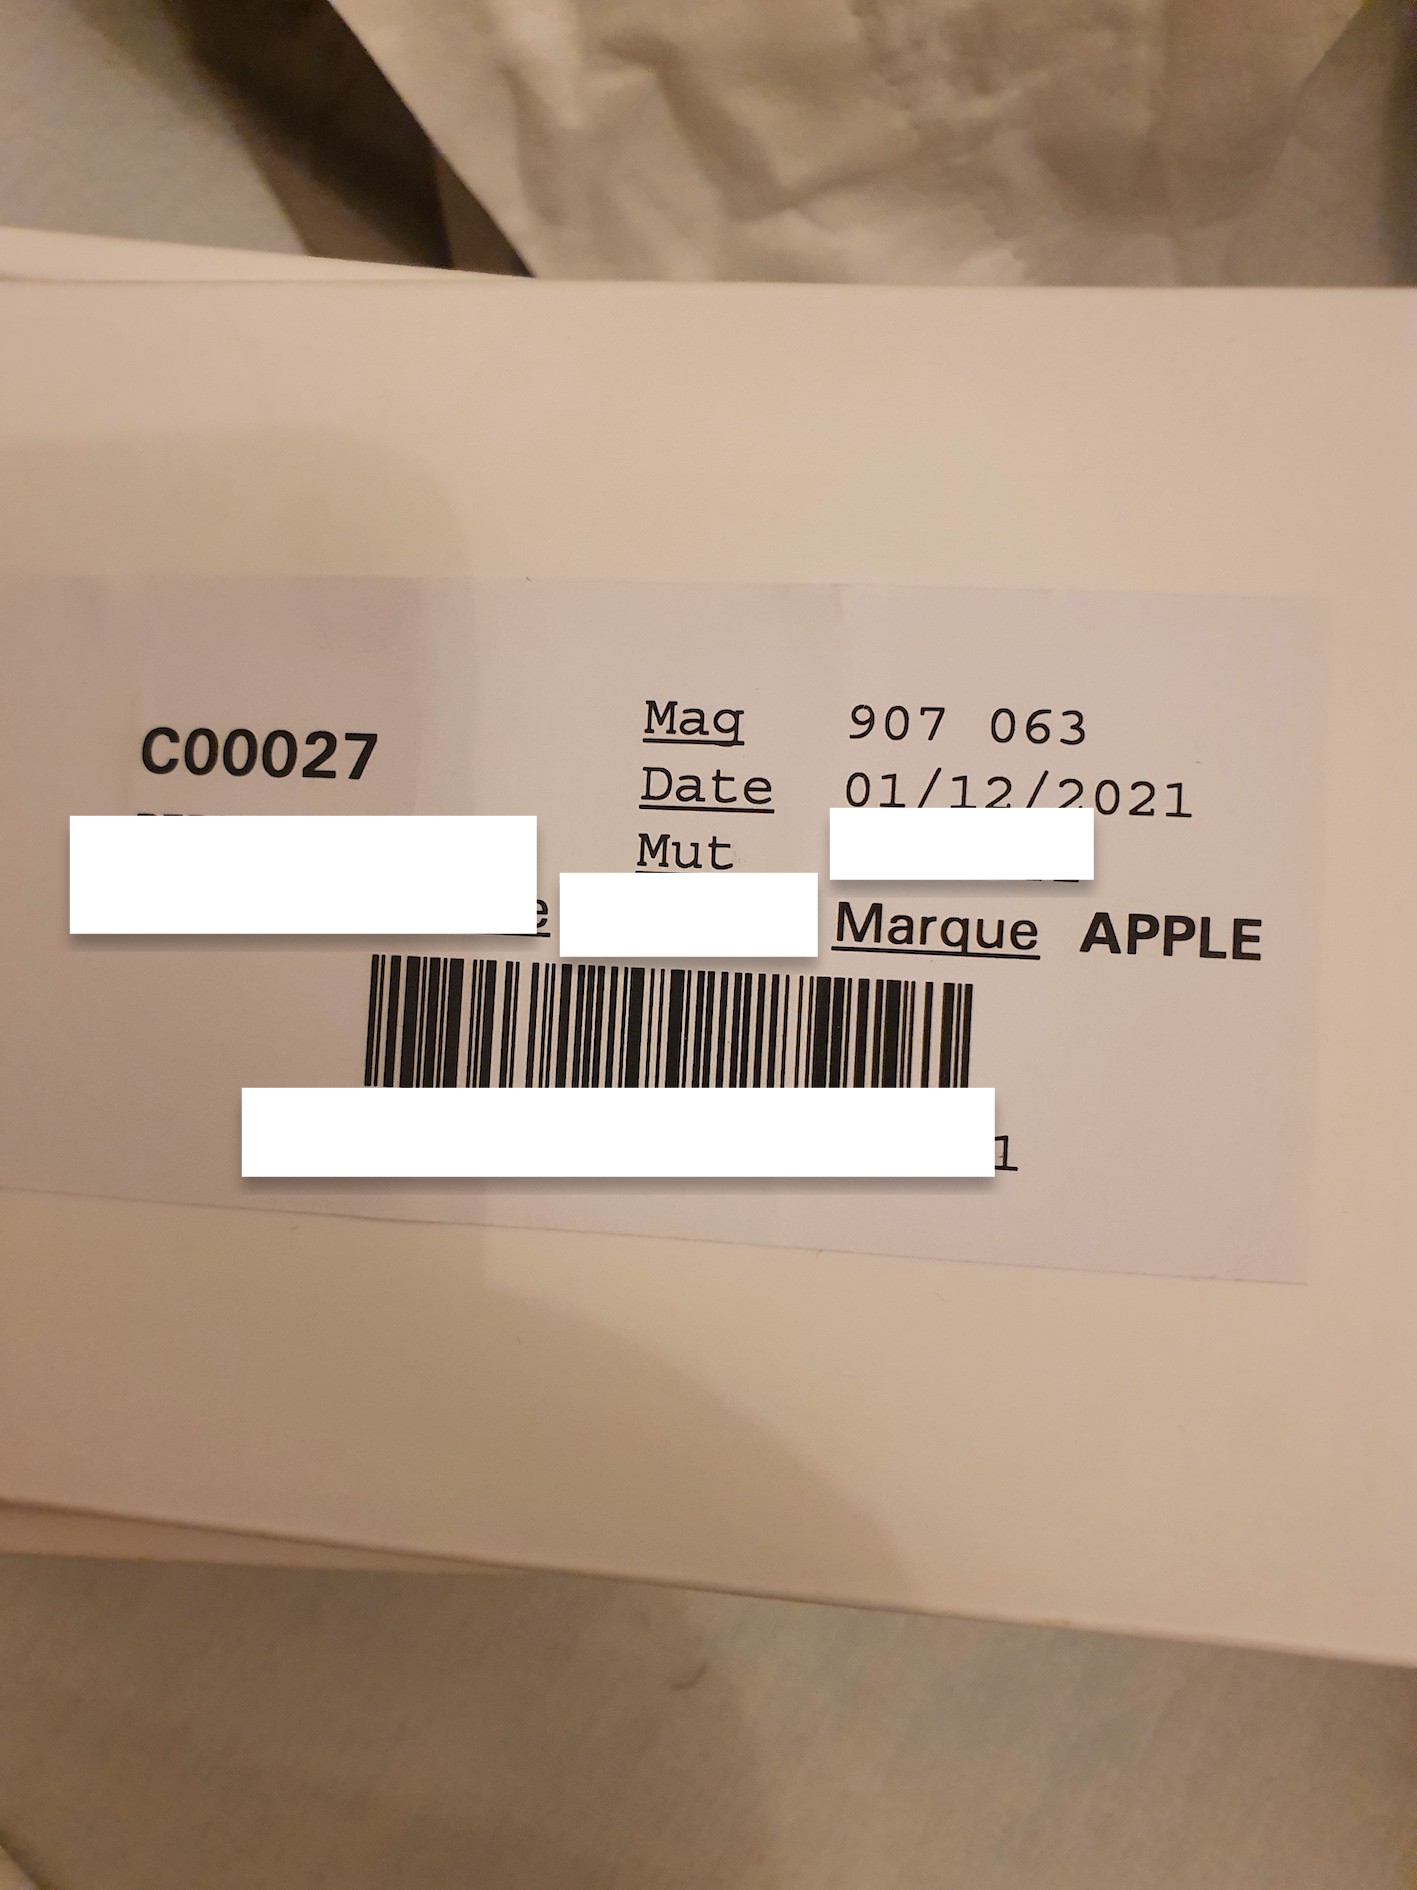 C00027
Mag 907 063
Date 01/12/2021
Mut
Marque APPLE